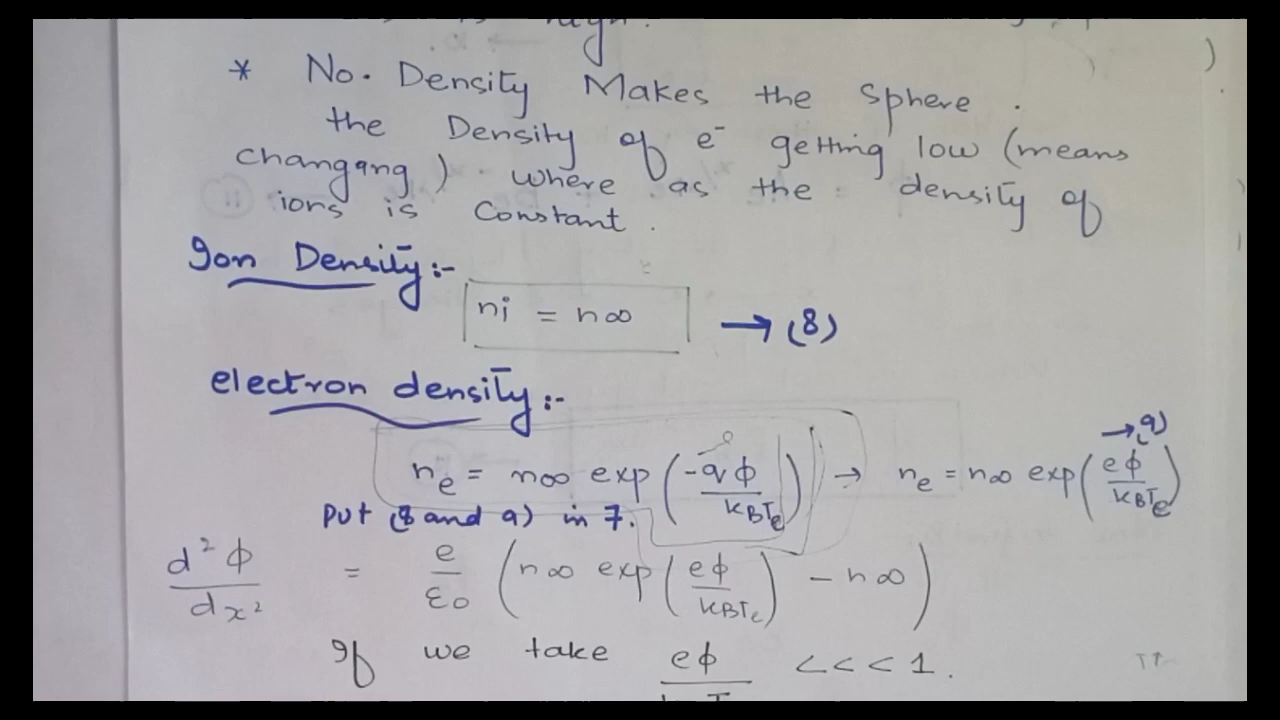 * No. Density Makes the Sphere.
the Density of e⁻ getting low (means
changang) where as the density of
ions is Constant.
Ion Density:-
ni = n∞ → (8)
electron density:-
→ 9)
nₑ = n∞ exp(-qϕ/KBTe) → nₑ = n∞ exp(eϕ/KBTe)
Put (8 and 9) in 7.
d²ϕ/dx² = e/ε₀ (n∞ exp(eϕ/KBTe) - n∞)
If we take eϕ <<< 1.